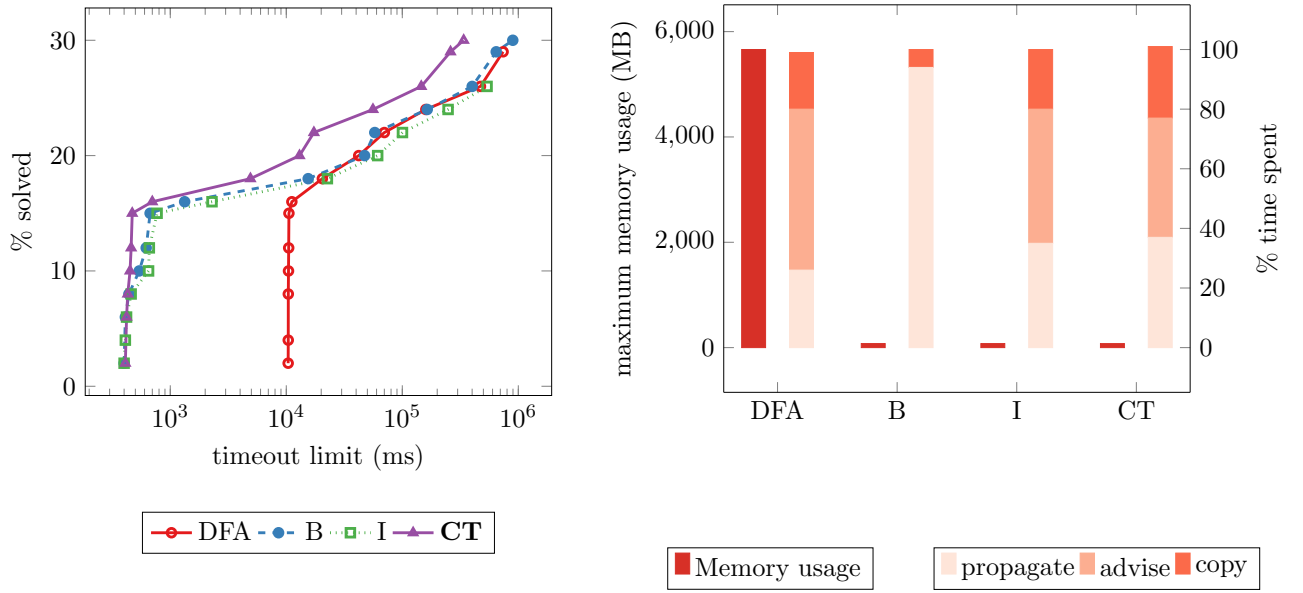 30
20
10
0
% solved
10^3
10^4
10^5
10^6
timeout limit (ms)
DFA B I CT
6,000
4,000
2,000
0
maximum memory usage (MB)
100
80
60
40
20
0
% time spent
DFA B I CT
Memory usage
propagate advise copy